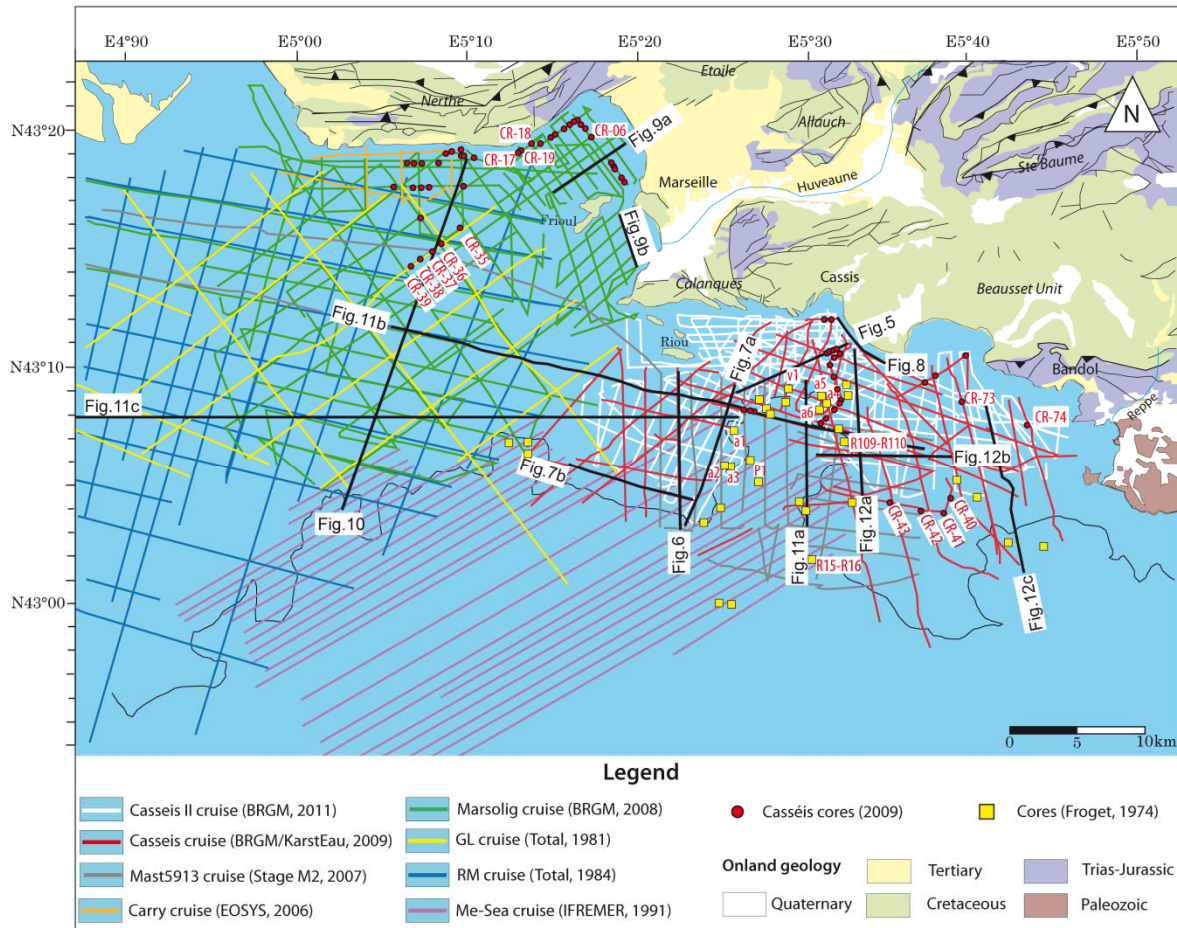 E4°90 E5°00 E5°10 E5°20 E5°30 E5°40 E5°50
N43°20
N43°10
N43°00
Etoile
Nerthe
Allauch
Ste Baume
N
CR-18
CR-06
Fig.9a
CR-17
CR-19
Marseille
Huveaune
Frioul
Fig.9b
CR-35
CR-36
CR-37
CR-38
CR-39
Calanques
Cassis
Beausset Unit
Fig.11b
Riou
Fig.7a
Fig.5
Fig.8
Bandol
Reppe
v1
a5
a4
a6
CR-73
CR-74
Fig.11c
a1
R109-R110
Fig.12b
Fig.7b
a2
a3
P1
Fig.10
Fig.6
Fig.11a
Fig.12a
CR-43
CR-42
CR-41
CR-40
R15-R16
Fig.12c
0 5 10km
Legend
Casseis II cruise (BRGM, 2011)
Casseis cruise (BRGM/KarstEau, 2009)
Mast5913 cruise (Stage M2, 2007)
Carry cruise (EOSYS, 2006)
Marsolig cruise (BRGM, 2008)
GL cruise (Total, 1981)
RM cruise (Total, 1984)
Me-Sea cruise (IFREMER, 1991)
Casséis cores (2009)
Cores (Froget, 1974)
Onland geology
Tertiary
Trias-Jurassic
Quaternary
Cretaceous
Paleozoic